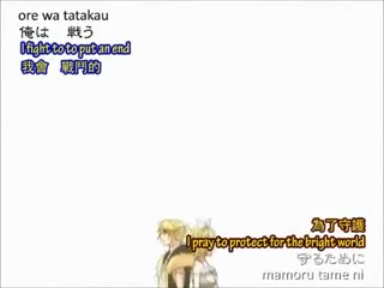 ore wa tatakau
俺は 戦う
I fight to to put an end
我會 戰鬥的
為了守護
I pray to protect for the bright world
守るために
mamoru tame ni